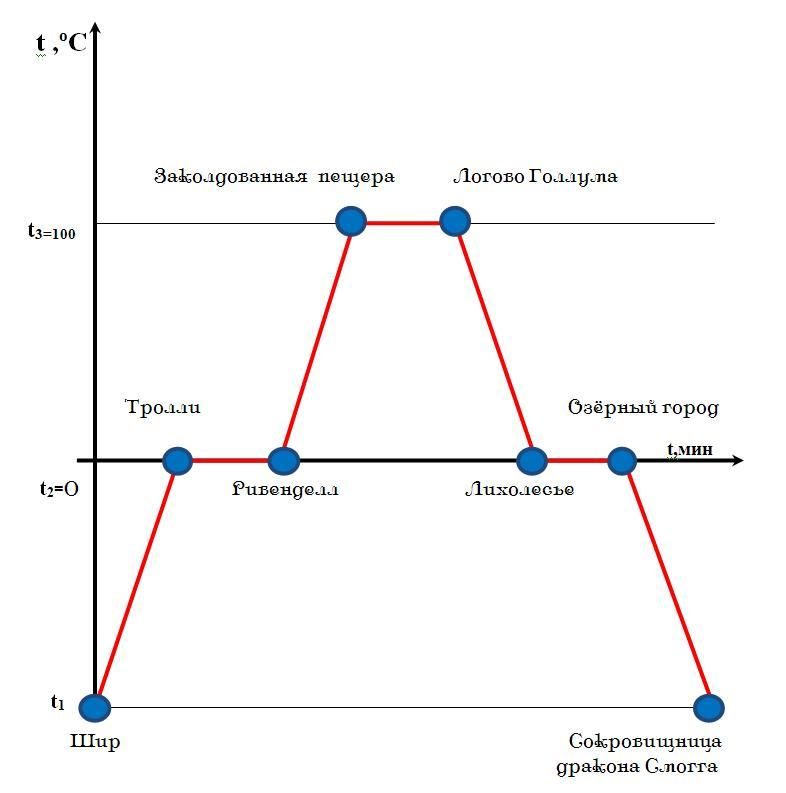 t ,ºC
Заколдованная пещера
Логово Голлума
t3=100
Тролли
Озёрный город
t,мин
t2=0
Ривенделл
Лихолесье
t1
Шир
Сокровищница
дракона Смогга